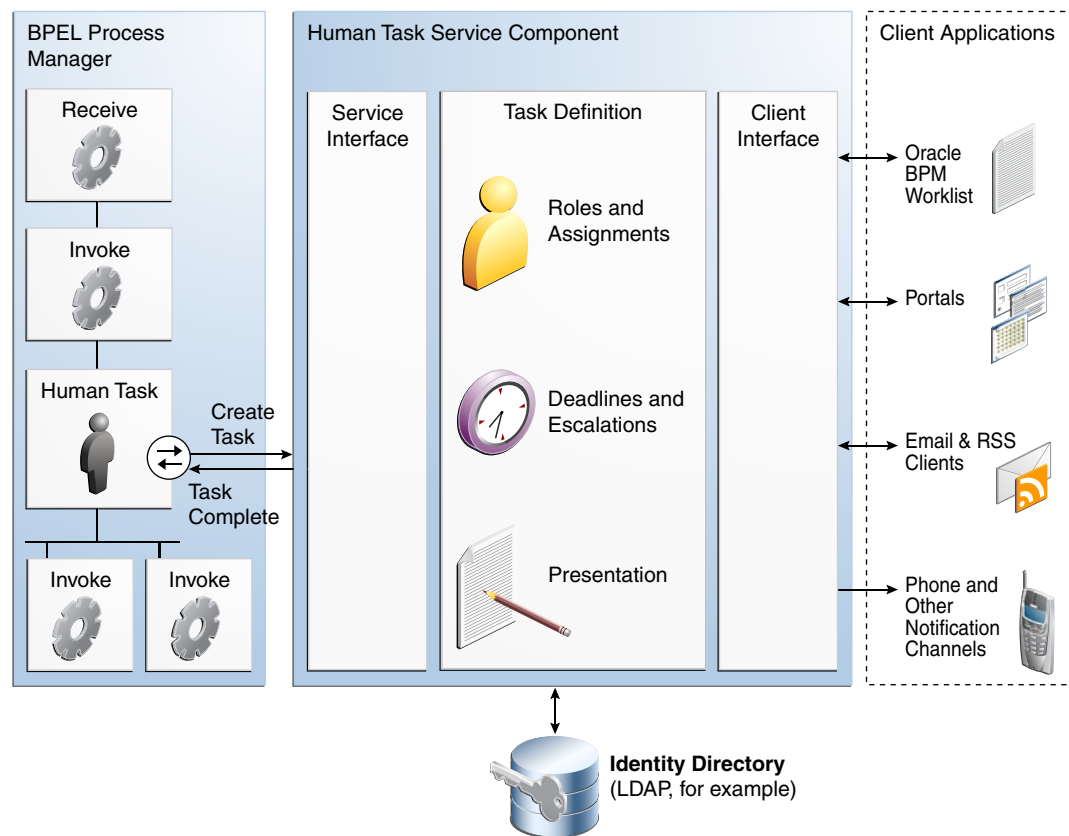 BPEL Process
Manager
Receive
Invoke
Human Task
Create
Task
Task
Complete
Invoke
Invoke
Human Task Service Component
Service
Interface
Task Definition
Roles and
Assignments
Deadlines and
Escalations
Presentation
Client
Interface
Client Applications
Oracle
BPM
Worklist
Portals
Email & RSS
Clients
Phone and
Other
Notification
Channels
Identity Directory
(LDAP, for example)